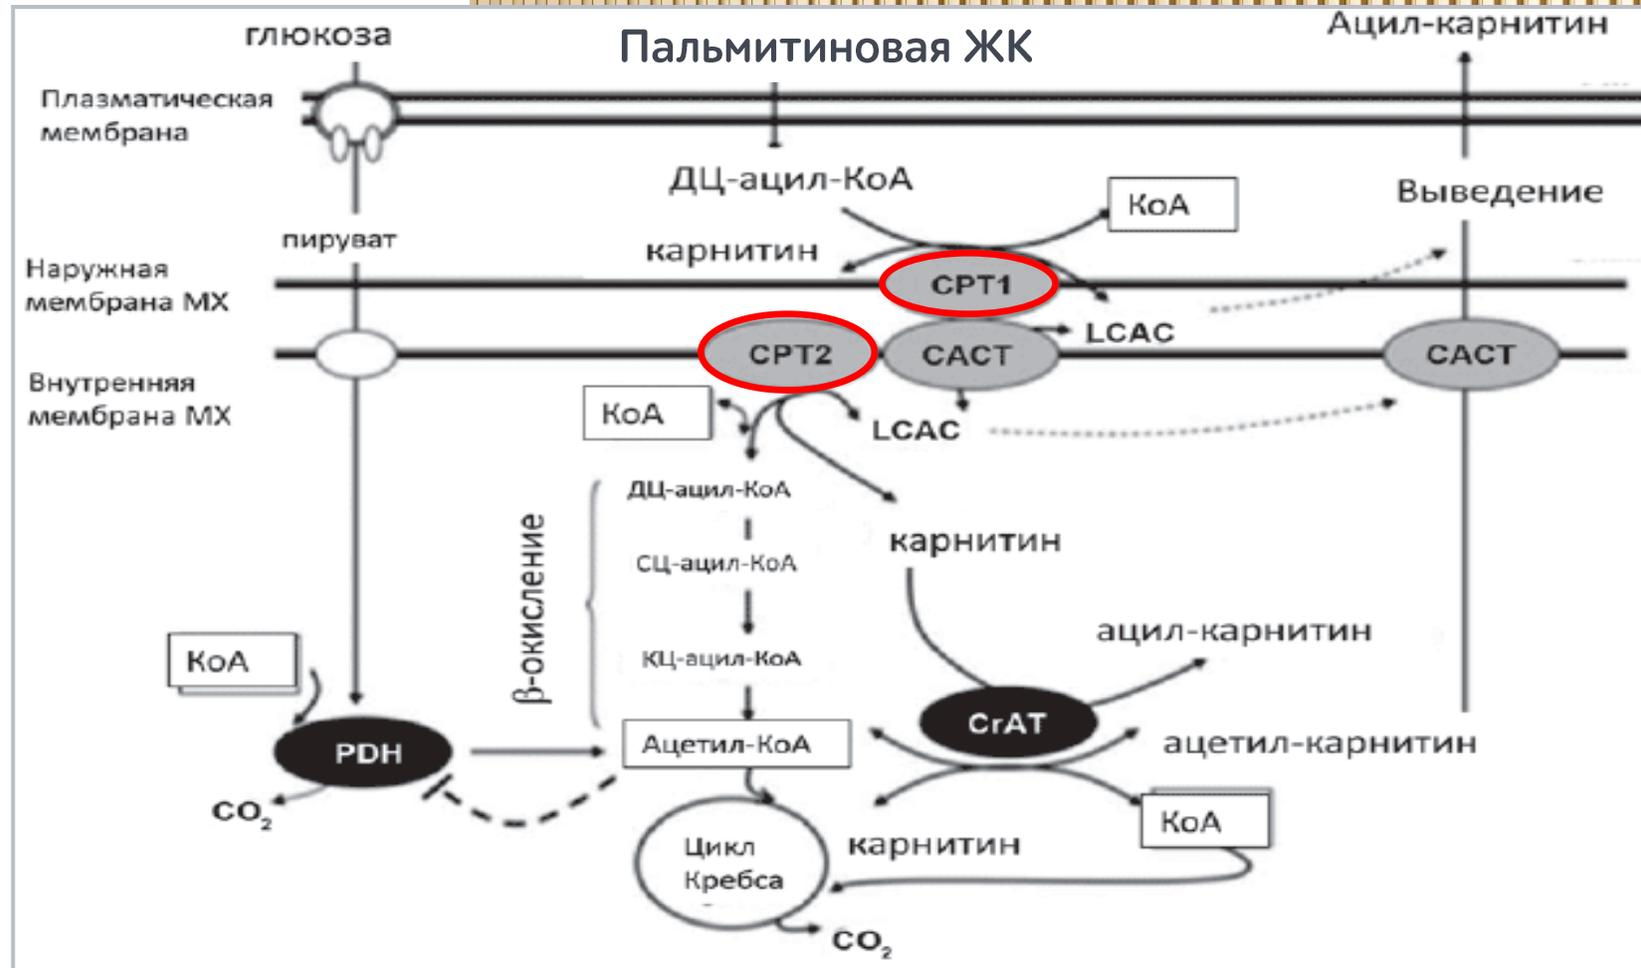 глюкоза
Пальмитиновая ЖК
Ацил-карнитин
Плазматическая
мембрана
ДЦ-ацил-КоА
КоА
Выведение
пируват
карнитин
Наружная
мембрана МХ
CPT1
LCAC
CPT2
CACT
CACT
Внутренняя
мембрана МХ
КоА
LCAC
ДЦ-ацил-КоА
β-окисление
карнитин
СЦ-ацил-КоА
ацил-карнитин
КоА
КЦ-ацил-КоА
CrAT
PDH
Ацетил-КоА
ацетил-карнитин
CO₂
КоА
Цикл
Кребса
карнитин
CO₂